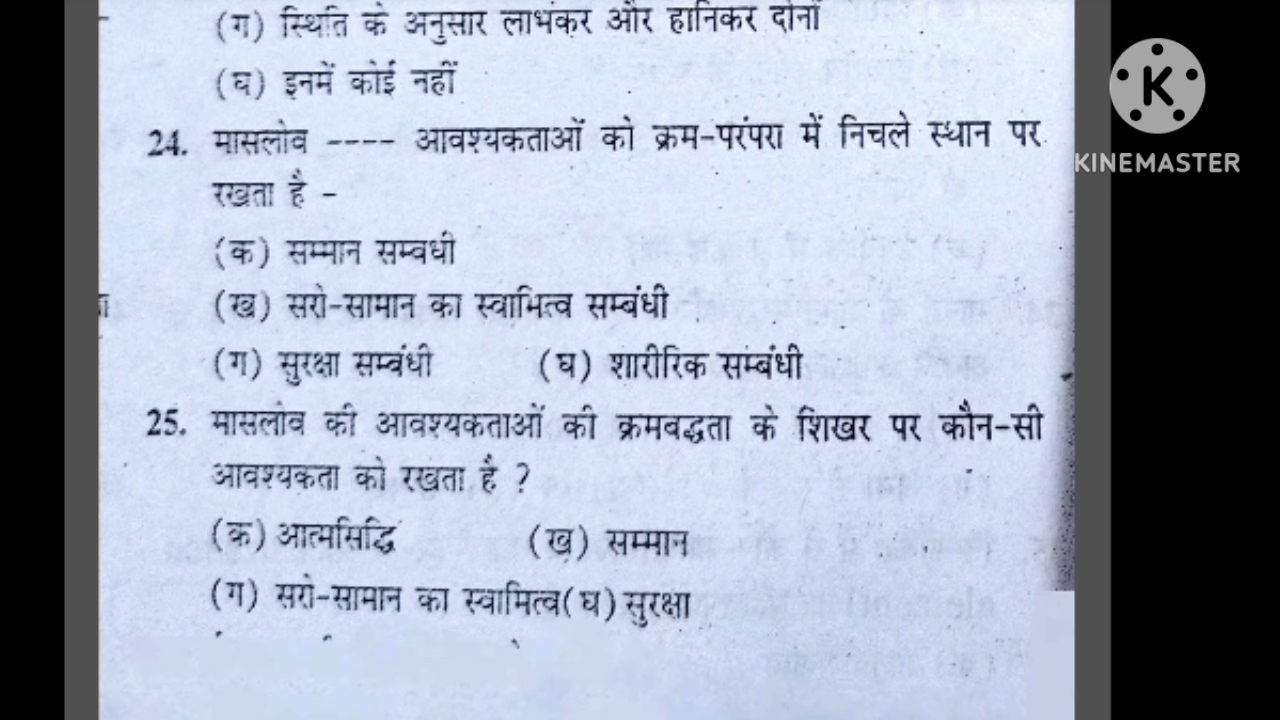 (ग) स्थिति के अनुसार लाभकर और हानिकर दोनों
(घ) इनमें कोई नहीं
24. मासलोव ---- आवश्यकताओं को क्रम-परंपरा में निचले स्थान पर
रखता है -
(क) सम्मान सम्वधी
(ख) सरो-सामान का स्वामित्व सम्बंधी
(ग) सुरक्षा सम्बंधी (घ) शारीरिक सम्बंधी
25. मासलोव की आवश्यकताओं की क्रमबद्धता के शिखर पर कौन-सी
आवश्यकता को रखता है ?
(क) आत्मसिद्धि (ख) सम्मान
(ग) सरो-सामान का स्वामित्व (घ) सुरक्षा
K
KINEMASTER